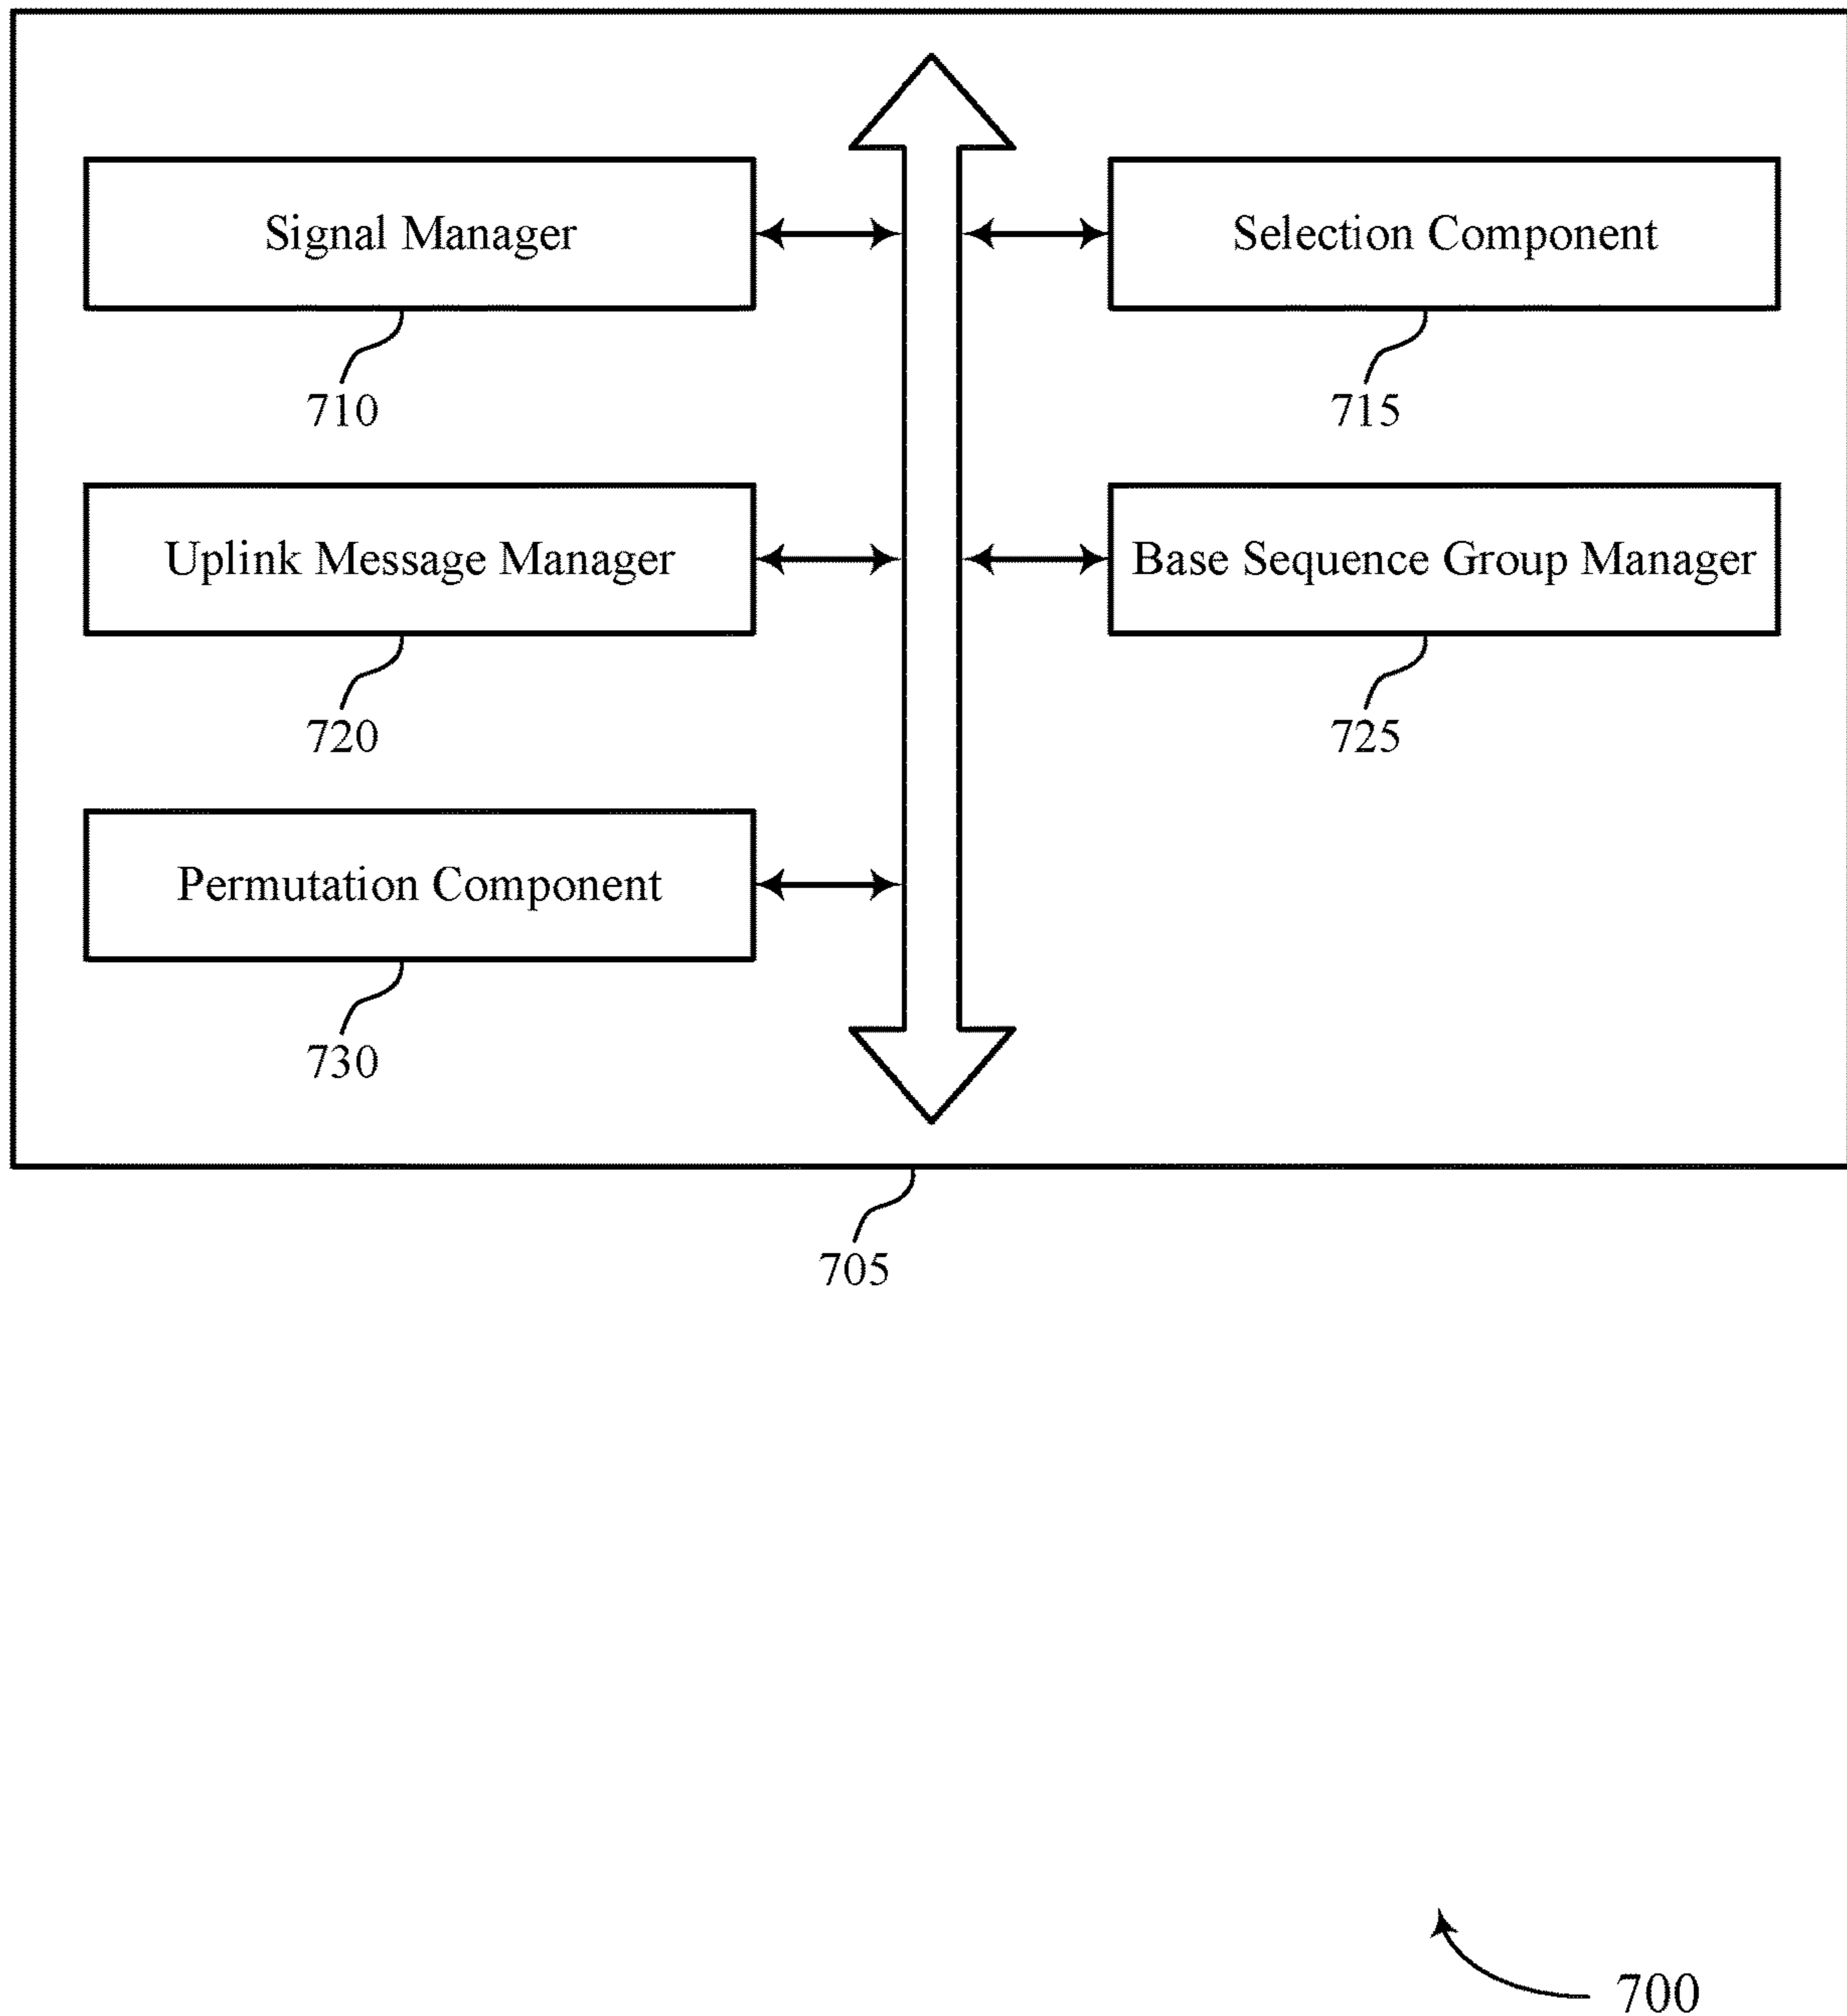 Signal Manager
Selection Component
710
715
Uplink Message Manager
Base Sequence Group Manager
720
725
Permutation Component
730
705
700